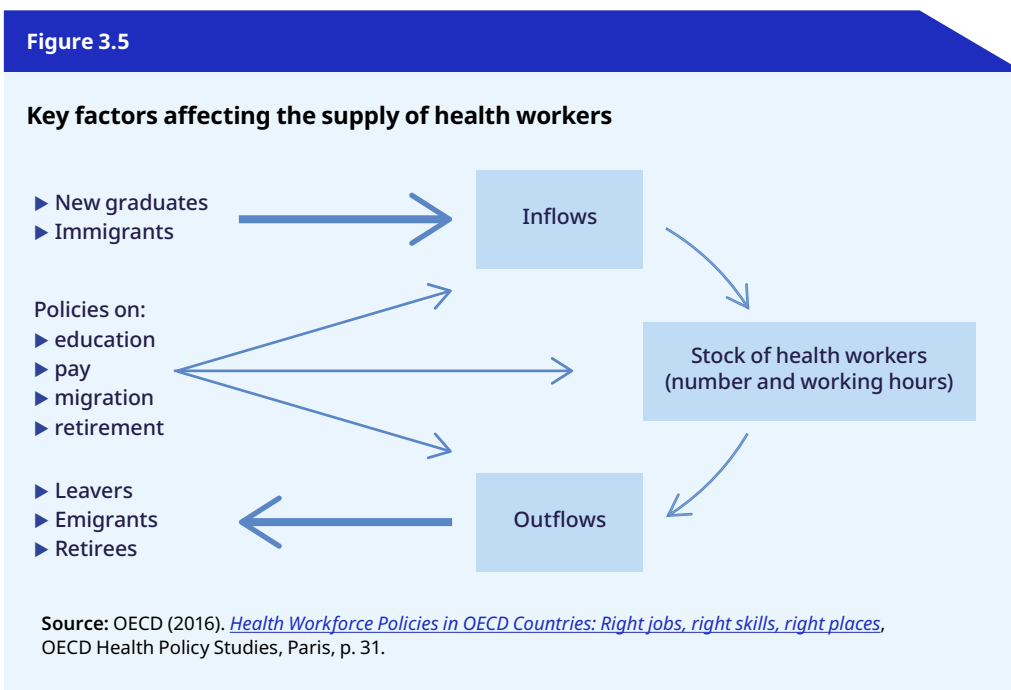 Figure 3.5
Key factors affecting the supply of health workers
▶ New graduates
▶ Immigrants
Inflows
Policies on:
▶ education
▶ pay
▶ migration
▶ retirement
Stock of health workers
(number and working hours)
▶ Leavers
▶ Emigrants
▶ Retirees
Outflows
Source: OECD (2016). Health Workforce Policies in OECD Countries: Right jobs, right skills, right places,
OECD Health Policy Studies, Paris, p. 31.